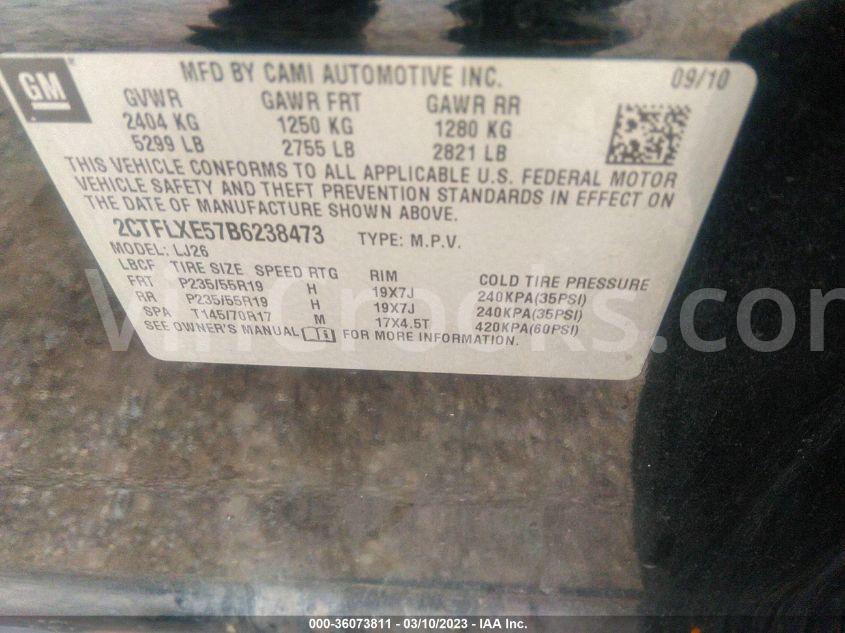 GM
MFD BY CAMI AUTOMOTIVE INC. 09/10
GVWR GAWR FRT GAWR RR
2404 KG 1250 KG 1280 KG
5299 LB 2755 LB 2821 LB
THIS VEHICLE CONFORMS TO ALL APPLICABLE U.S. FEDERAL MOTOR
VEHICLE SAFETY AND THEFT PREVENTION STANDARDS IN EFFECT ON
THE DATE OF MANUFACTURE SHOWN ABOVE.
2CTFLXE57B6238473 TYPE: M.P.V.
MODEL: LJ26
LBCF TIRE SIZE SPEED RTG RIM COLD TIRE PRESSURE
FRT P235/55R19 H 19X7J 240KPA(35PSI)
RR P235/55R19 H 19X7J 240KPA(35PSI)
SPA T145/70R17 M 17X4.5T 420KPA(60PSI)
SEE OWNER'S MANUAL FOR MORE INFORMATION.
000-36073811 — 03/10/2023 — IAA Inc.